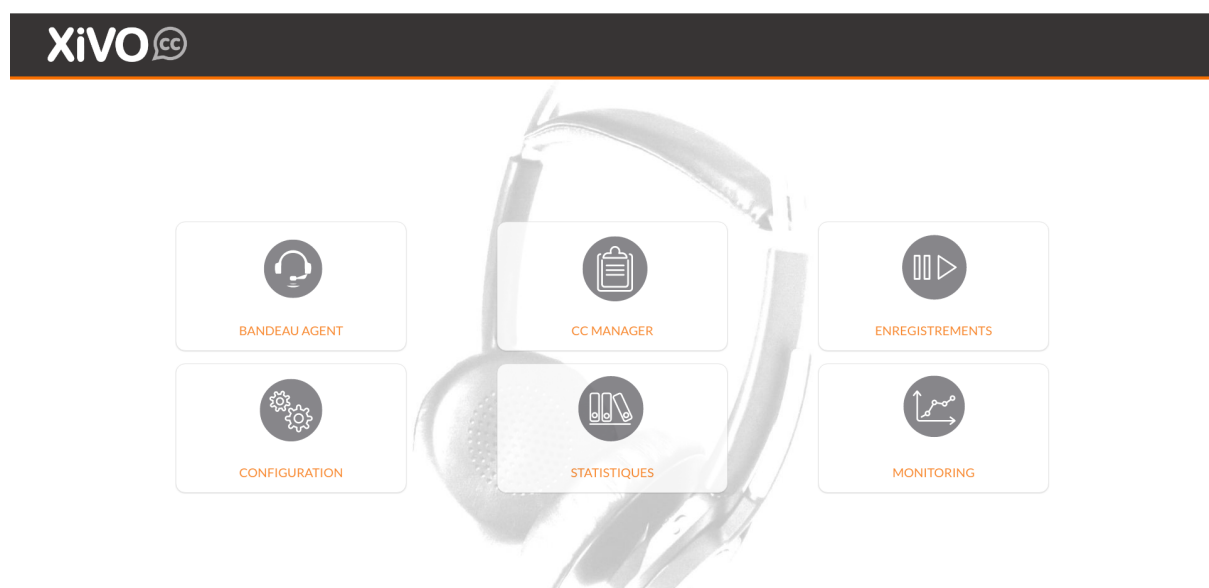 XiVO cc
BANDEAU AGENT
CC MANAGER
ENREGISTREMENTS
CONFIGURATION
STATISTIQUES
MONITORING